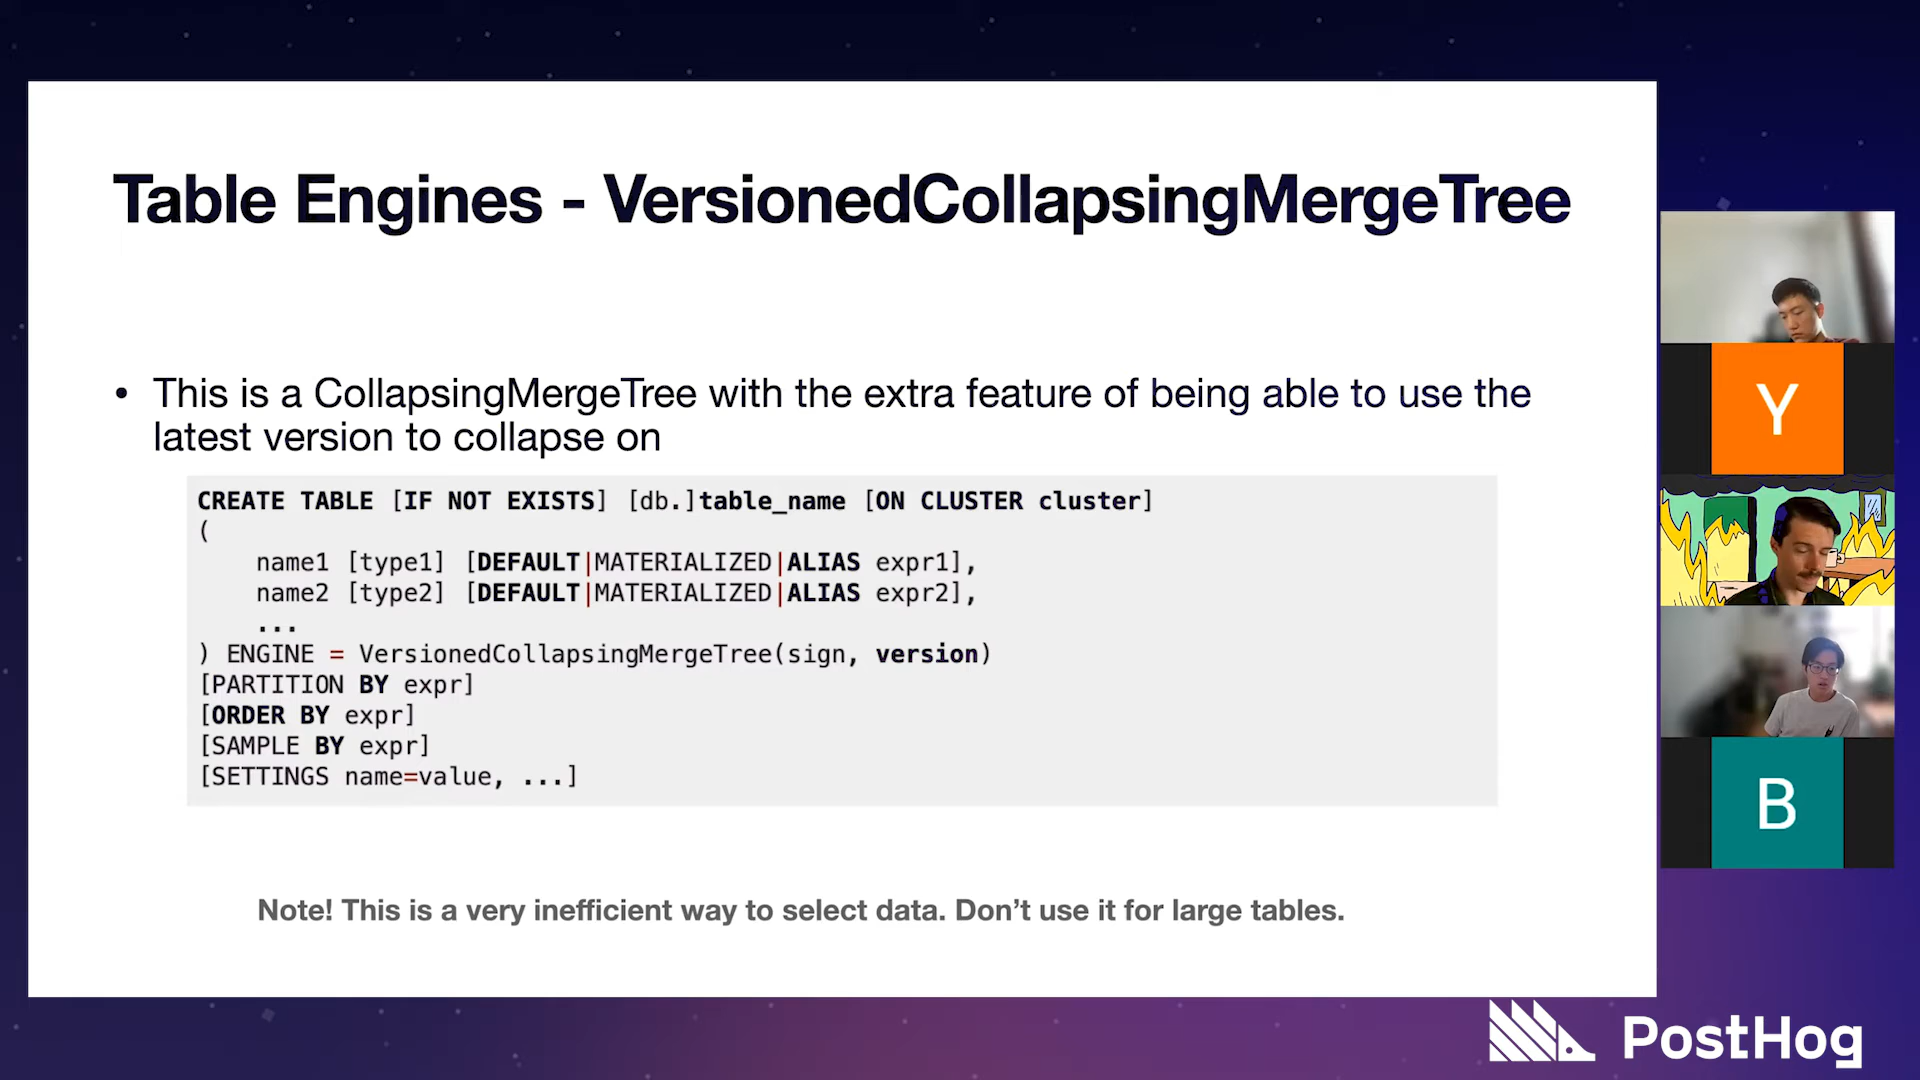 Table Engines - VersionedCollapsingMergeTree
• This is a CollapsingMergeTree with the extra feature of being able to use the
latest version to collapse on
CREATE TABLE [IF NOT EXISTS] [db.]table_name [ON CLUSTER cluster]
(
    name1 [type1] [DEFAULT|MATERIALIZED|ALIAS expr1],
    name2 [type2] [DEFAULT|MATERIALIZED|ALIAS expr2],
    ...
) ENGINE = VersionedCollapsingMergeTree(sign, version)
[PARTITION BY expr]
[ORDER BY expr]
[SAMPLE BY expr]
[SETTINGS name=value, ...]
Note! This is a very inefficient way to select data. Don’t use it for large tables.
Y
B
PostHog